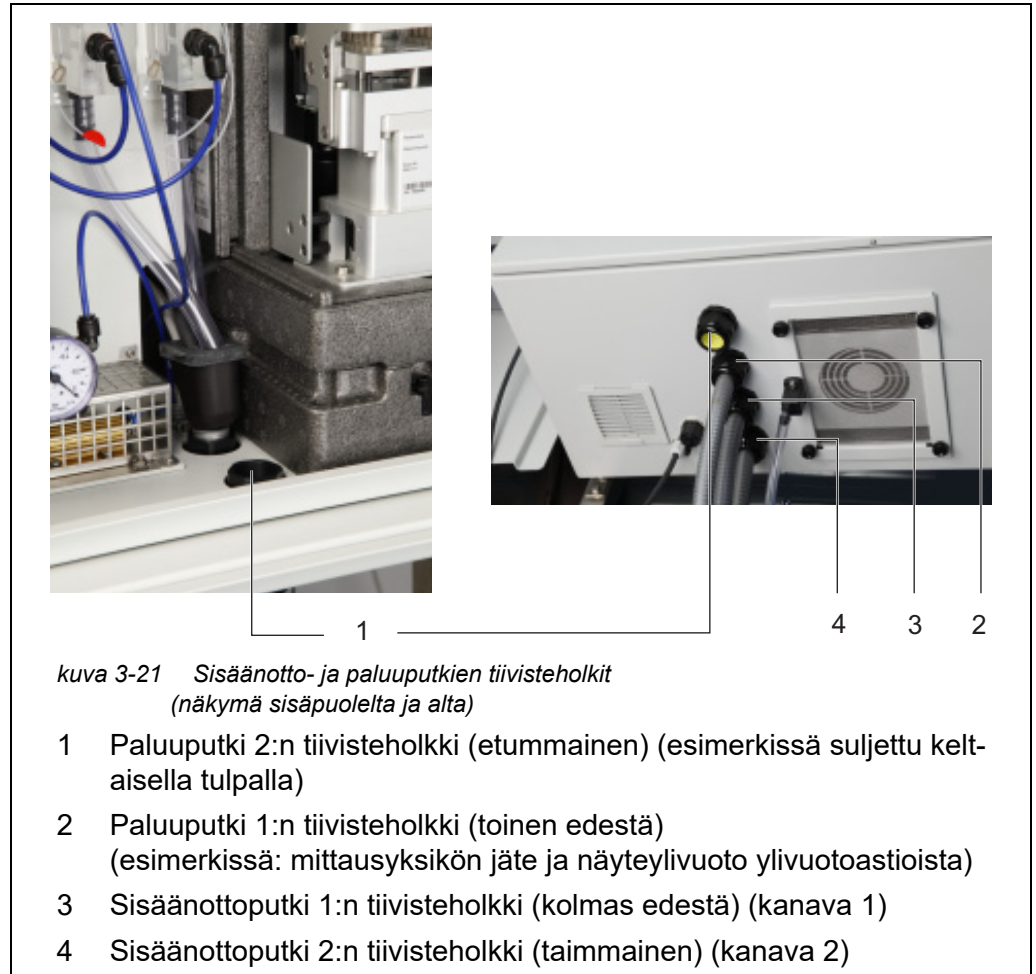 1
4
3
2
kuva 3-21 Sisäänotto- ja paluuputkien tiivisteholkit
(näkymä sisäpuolelta ja alta)
1 Paluuputki 2:n tiivisteholkki (etummainen) (esimerkissä suljettu kelt-
aisella tulpalla)
2 Paluuputki 1:n tiivisteholkki (toinen edestä)
(esimerkissä: mittausyksikön jäte ja näyteylivuoto ylivuotoastioista)
3 Sisäänottoputki 1:n tiivisteholkki (kolmas edestä) (kanava 1)
4 Sisäänottoputki 2:n tiivisteholkki (taimmainen) (kanava 2)